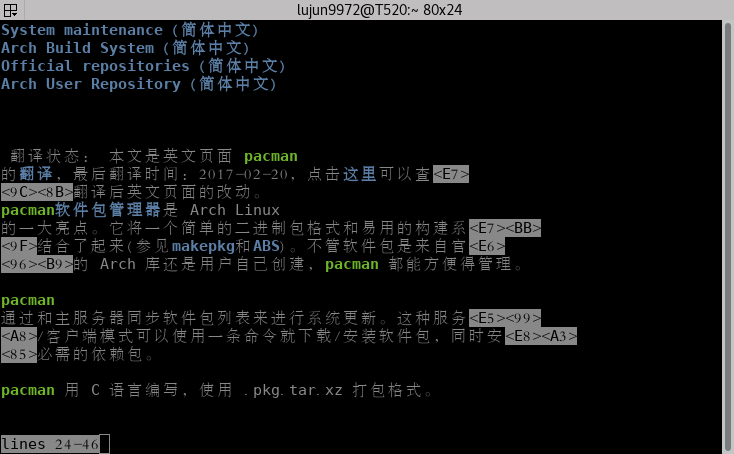 lujun9972@T520:~ 80x24
System maintenance (简体中文)
Arch Build System (简体中文)
Official repositories (简体中文)
Arch User Repository (简体中文)
翻译状态： 本文是英文页面 pacman
的翻译，最后翻译时间：2017-02-20，点击这里可以查<E7>
<9C><8B>翻译后英文页面的改动。
pacman软件包管理器是 Arch Linux
的一大亮点。它将一个简单的二进制包格式和易用的构建系<E7><BB>
<9F>结合了起来(参见makepkg和ABS)。不管软件包是来自官<E6>
<96><B9>的 Arch 库还是用户自己创建，pacman 都能方便得管理。
pacman
通过和主服务器同步软件包列表来进行系统更新。这种服务<E5><99>
<A8>/客户端模式可以使用一条命令就下载/安装软件包，同时安<E8><A3>
<85>必需的依赖包。
pacman 用 C 语言编写，使用 .pkg.tar.xz 打包格式。
lines 24-46